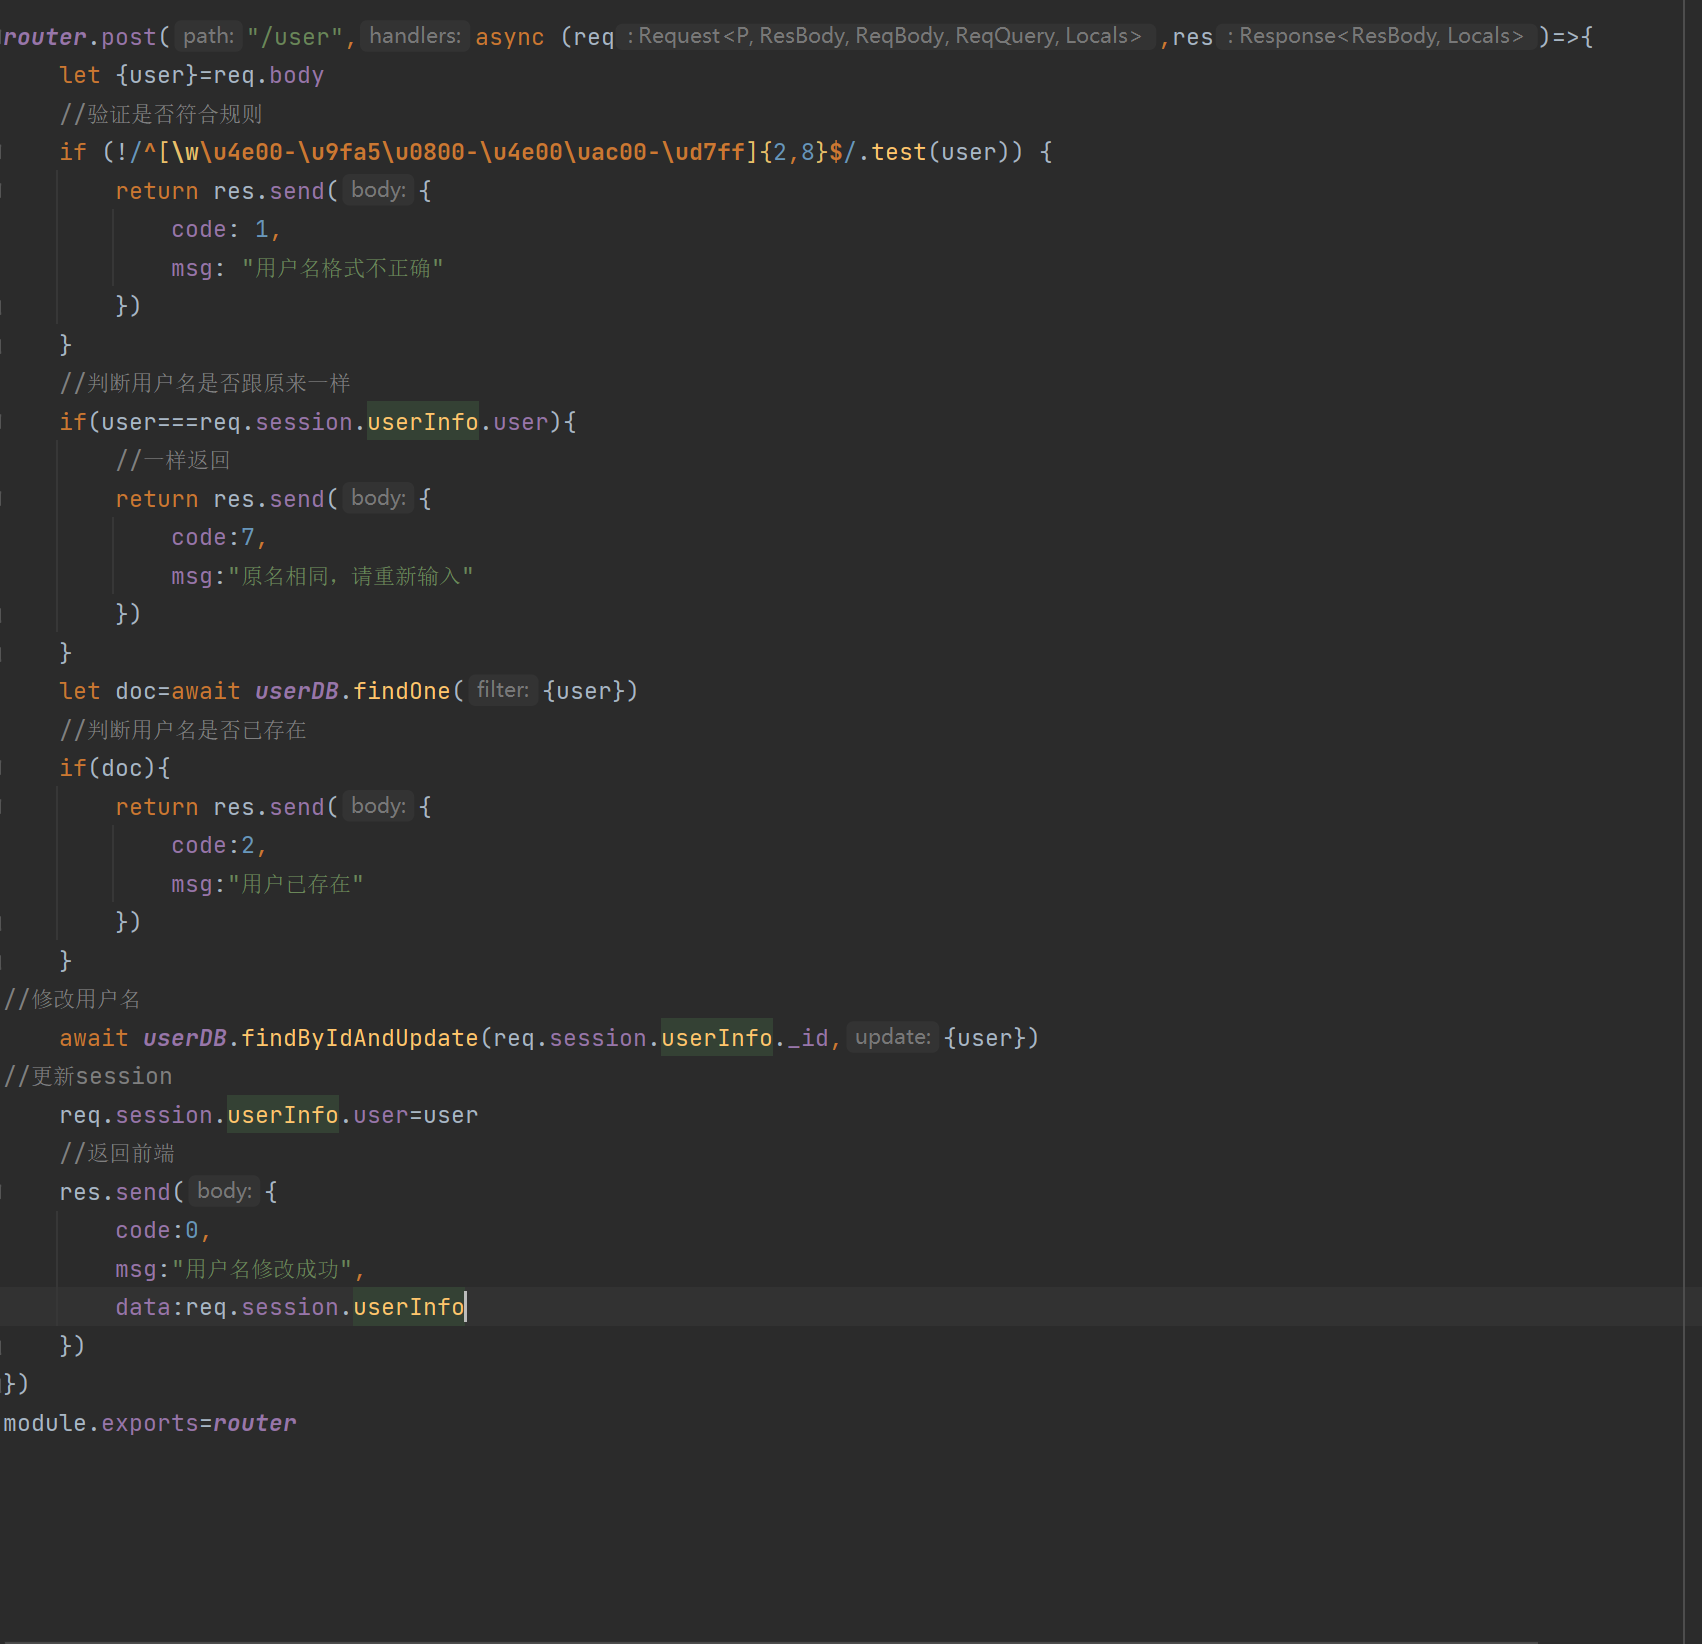 router.post( path: "/user", handlers: async (req : Request<P, ResBody, ReqBody, ReqQuery, Locals> ,res : Response<ResBody, Locals> )=>{
    let {user}=req.body
    //验证是否符合规则
    if (!/^[\w\u4e00-\u9fa5\u0800-\u4e00\uac00-\ud7ff]{2,8}$/.test(user)) {
        return res.send( body: {
            code: 1,
            msg: "用户名格式不正确"
        })
    }
    //判断用户名是否跟原来一样
    if(user===req.session.userInfo.user){
        //一样返回
        return res.send( body: {
            code:7,
            msg:"原名相同，请重新输入"
        })
    }
    let doc=await userDB.findOne( filter: {user})
    //判断用户名是否已存在
    if(doc){
        return res.send( body: {
            code:2,
            msg:"用户已存在"
        })
    }
//修改用户名
    await userDB.findByIdAndUpdate(req.session.userInfo._id, update: {user})
//更新session
    req.session.userInfo.user=user
    //返回前端
    res.send( body: {
        code:0,
        msg:"用户名修改成功",
        data:req.session.userInfo
    })
})
module.exports=router